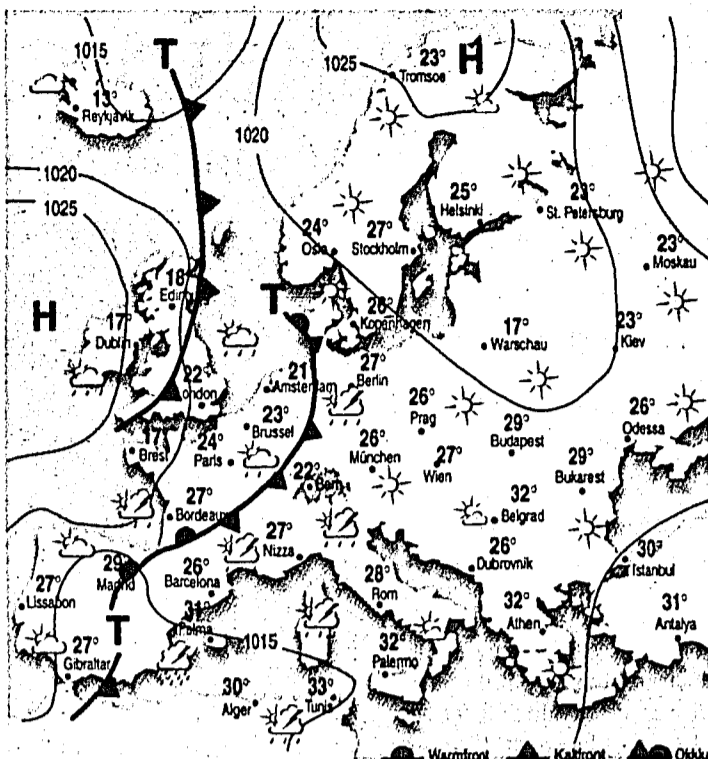 1015
T
1025
23°
H
Tromsoe
13°
Reykjavik
1020
1020
1025
25°
Helsinki
23°
St. Petersburg
24°
Oslo
27°
Stockholm
23°
Moskau
18
Eding
T
H
17°
Dublin
26°
Kopenhagen
17°
Warschau
23°
Kiev
27°
Berlin
21
Amsterdam
22°
London
26°
Prag
23°
Brussel
29°
Budapest
26°
Odessa
17
Brest
24°
Paris
26°
München
27°
Wien
22°
Bern
29°
Bukarest
27°
Bordeaux
32°
Belgrad
27°
Nizza
26°
Dubrovnik
30°
Istanbul
29°
Madrid
26°
Barcelona
27°
Lissabon
28°
Rom
31°
Palma
32°
Athen
31°
Antalya
T
1015
27°
Gibraltar
32°
Palermo
30°
Alger
33°
Tunis
Warmfront Kaltfront Okklu